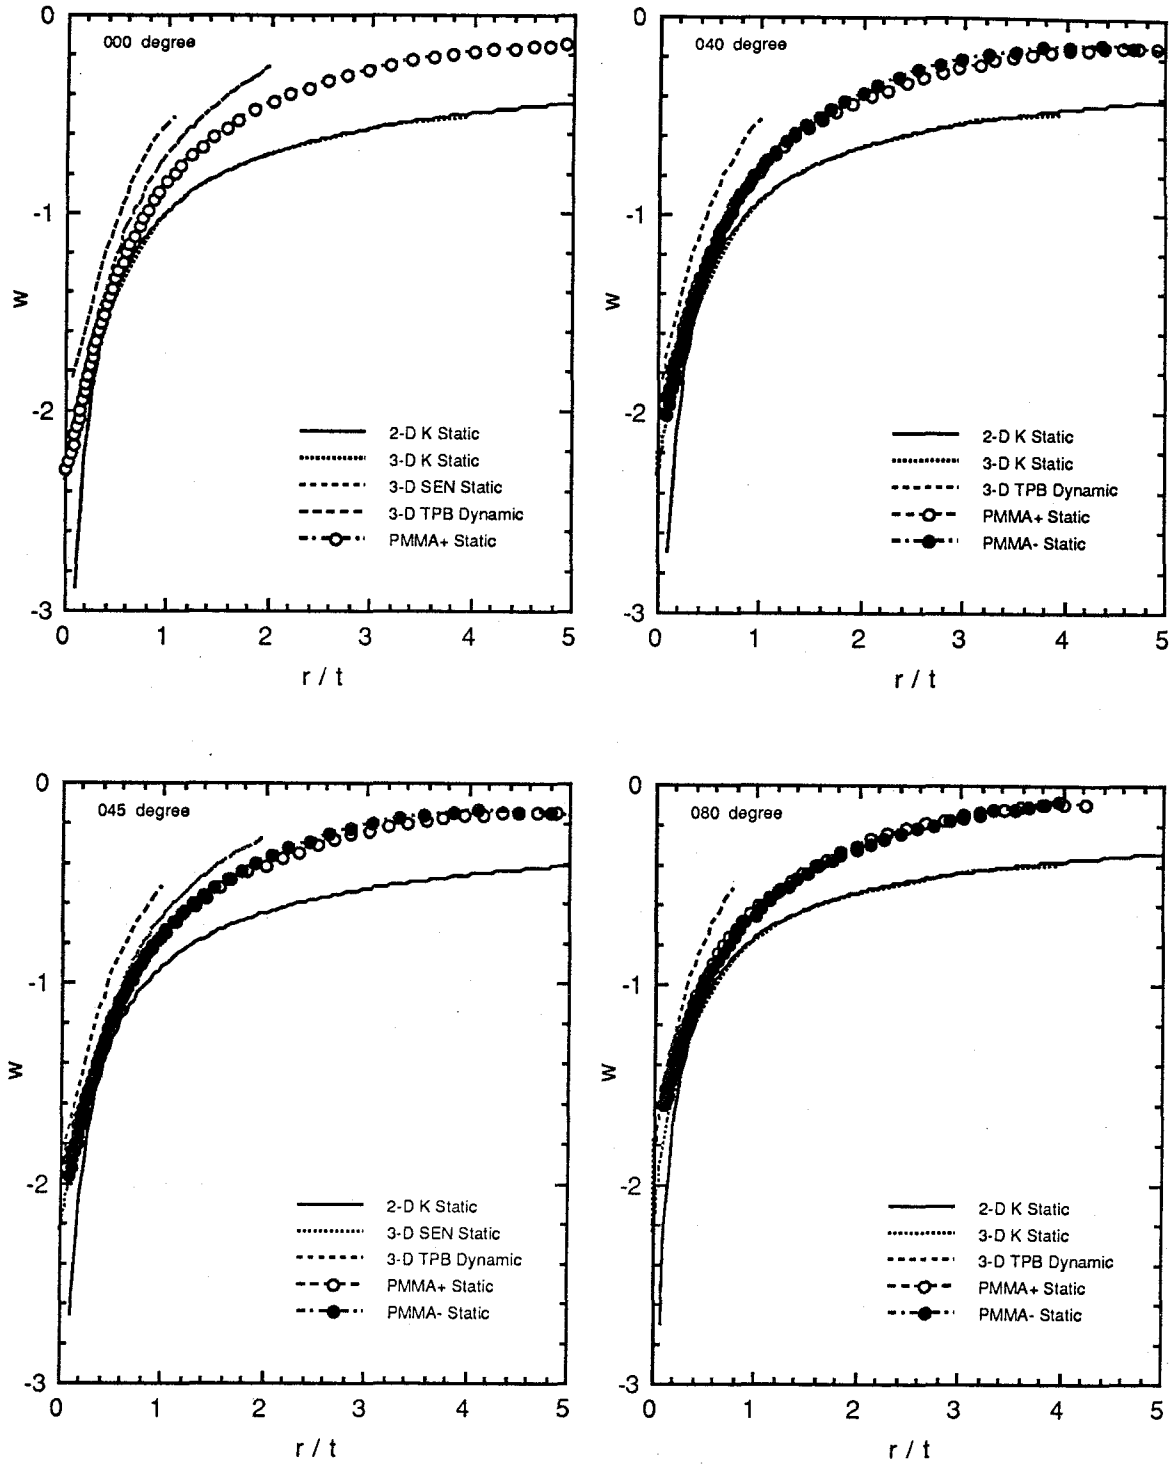 000 degree
0
-1
-2
-3
w
2-D K Static
3-D K Static
3-D SEN Static
3-D TPB Dynamic
PMMA+ Static
0 1 2 3 4 5
r / t
040 degree
0
-1
-2
-3
w
2-D K Static
3-D K Static
3-D TPB Dynamic
PMMA+ Static
PMMA- Static
0 1 2 3 4 5
r / t
045 degree
0
-1
-2
-3
w
2-D K Static
3-D SEN Static
3-D TPB Dynamic
PMMA+ Static
PMMA- Static
0 1 2 3 4 5
r / t
080 degree
0
-1
-2
-3
w
2-D K Static
3-D K Static
3-D TPB Dynamic
PMMA+ Static
PMMA- Static
0 1 2 3 4 5
r / t